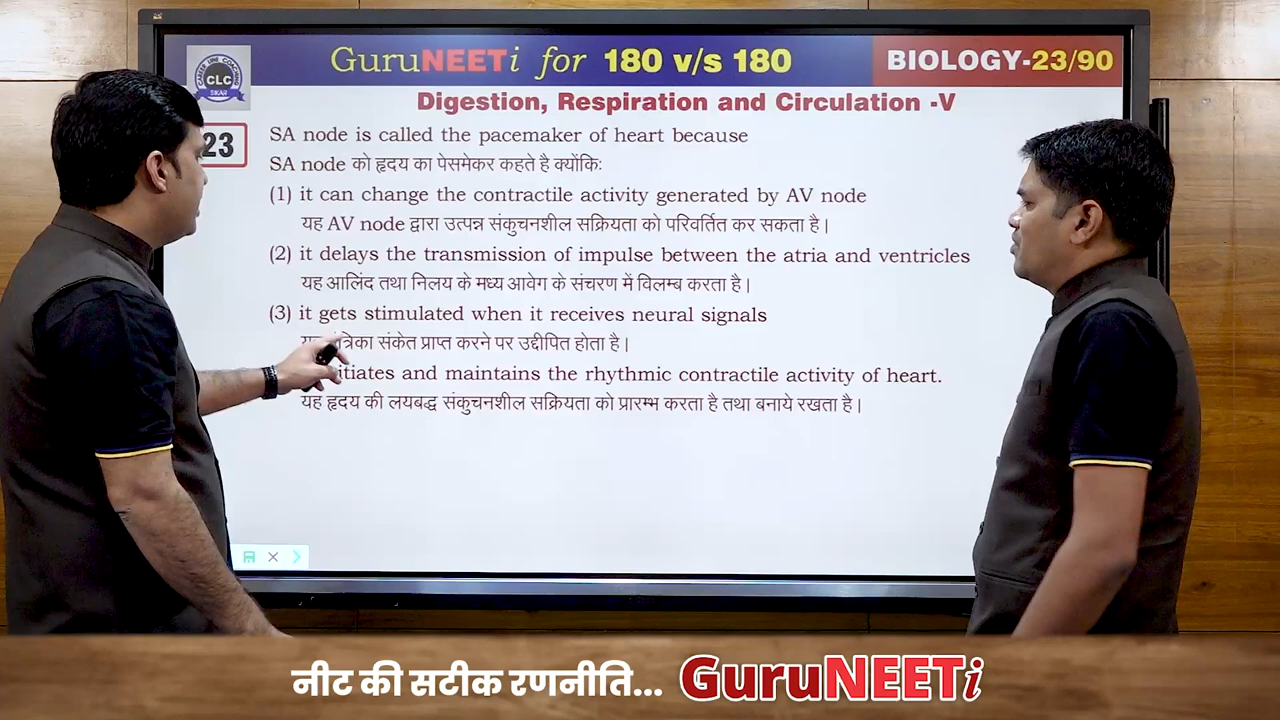 GuruNEETi for 180 v/s 180
BIOLOGY-23/90
CLC
SIKAR
Digestion, Respiration and Circulation -V
23
SA node is called the pacemaker of heart because
SA node को हृदय का पेसमेकर कहते है क्योंकिः
(1) it can change the contractile activity generated by AV node
यह AV node द्वारा उत्पन्न संकुचनशील सक्रियता को परिवर्तित कर सकता है।
(2) it delays the transmission of impulse between the atria and ventricles
यह आलिंद तथा निलय के मध्य आवेग के संचरण में विलम्ब करता है।
(3) it gets stimulated when it receives neural signals
संकेत प्राप्त करने पर उद्दीपित होता है।
and maintains the rhythmic contractile activity of heart.
यह हृदय की लयबद्ध संकुचनशील सक्रियता को प्रारम्भ करता है तथा बनाये रखता है।
नीट की सटीक रणनीति... GuruNEETi